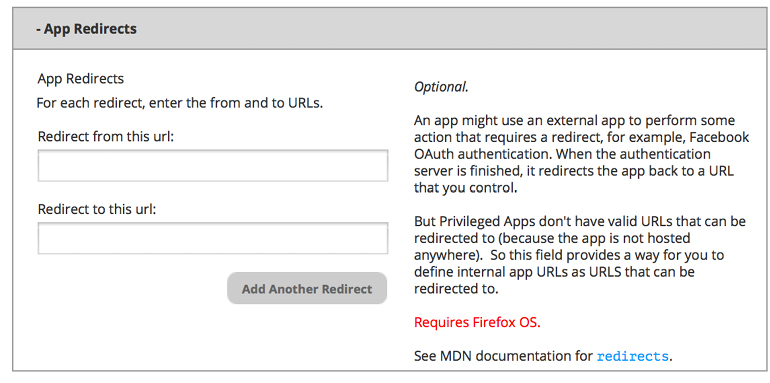 - App Redirects
App Redirects
For each redirect, enter the from and to URLs.
Redirect from this url:
Redirect to this url:
Add Another Redirect
Optional.
An app might use an external app to perform some
action that requires a redirect, for example, Facebook
OAuth authentication. When the authentication
server is finished, it redirects the app back to a URL
that you control.
But Privileged Apps don't have valid URLs that can be
redirected to (because the app is not hosted
anywhere).  So this field provides a way for you to
define internal app URLs as URLS that can be
redirected to.
Requires Firefox OS.
See MDN documentation for redirects.